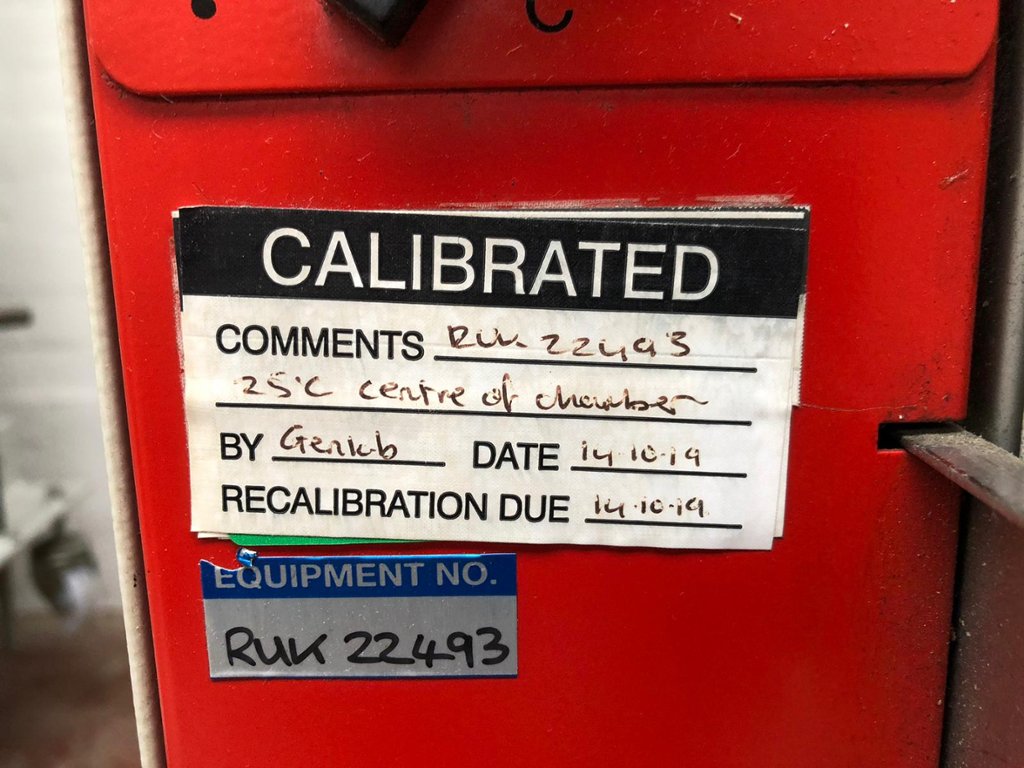 CALIBRATED
COMMENTS RUK 22493
25°C centre of chamber
BY DATE 14.10.19
RECALIBRATION DUE 14.10.19
EQUIPMENT NO.
RUK 22493